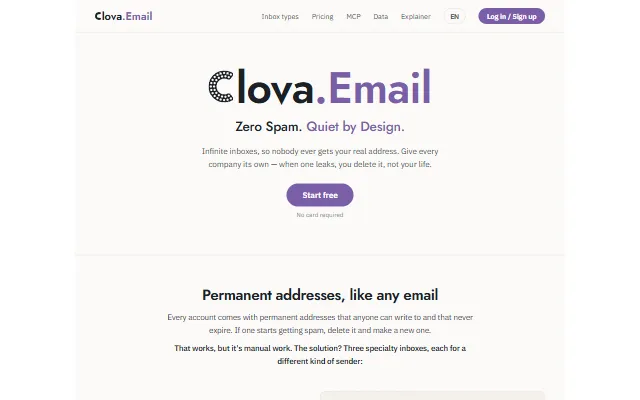 Clova.Email
Inbox types
Pricing
MCP
Data
Explainer
EN
Log in / Sign up
Clova.Email
Zero Spam. Quiet by Design.
Infinite inboxes, so nobody ever gets your real address. Give every
company its own — when one leaks, you delete it, not your life.
Start free
No card required
Permanent addresses, like any email
Every account comes with permanent addresses that anyone can write to and that never
expire. If one starts getting spam, delete it and make a new one.
That works, but it's manual work. The solution? Three specialty inboxes, each for a
different kind of sender: